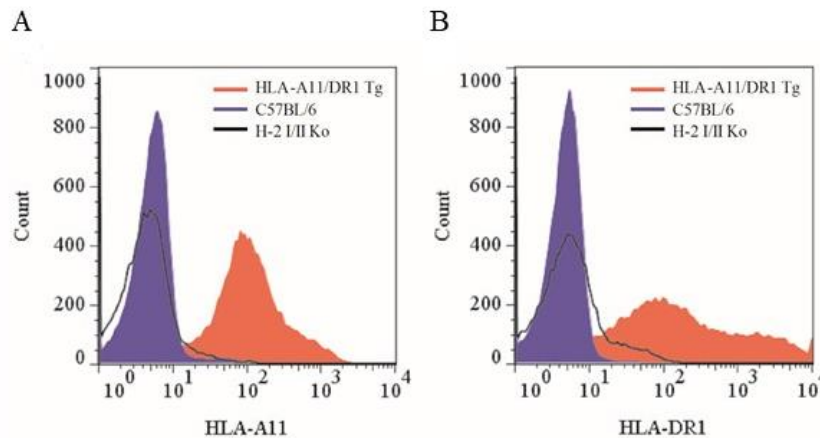 A
B
1000
800
600
400
200
0
Count
HLA-A11/DR1 Tg
C57BL/6
H-2 I/II Ko
10^0 10^1 10^2 10^3 10^4
HLA-A11
1000
800
600
400
200
0
Count
HLA-A11/DR1 Tg
C57BL/6
H-2 I/II Ko
10^0 10^1 10^2 10^3 10^4
HLA-DR1